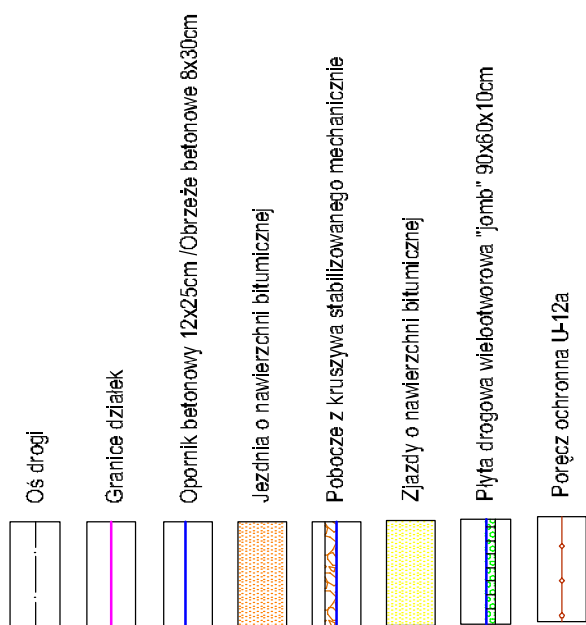 Oś drogi
Granice działek
Opornik betonowy 12x25cm /Obrzeże betonowe 8x30cm
Jezdnia o nawierzchni bitumicznej
Pobocze z kruszywa stabilizowanego mechanicznie
Zjazdy o nawierzchni bitumicznej
Płyta drogowa wielootworowa "jomb" 90x60x10cm
Poręcz ochronna U-12a